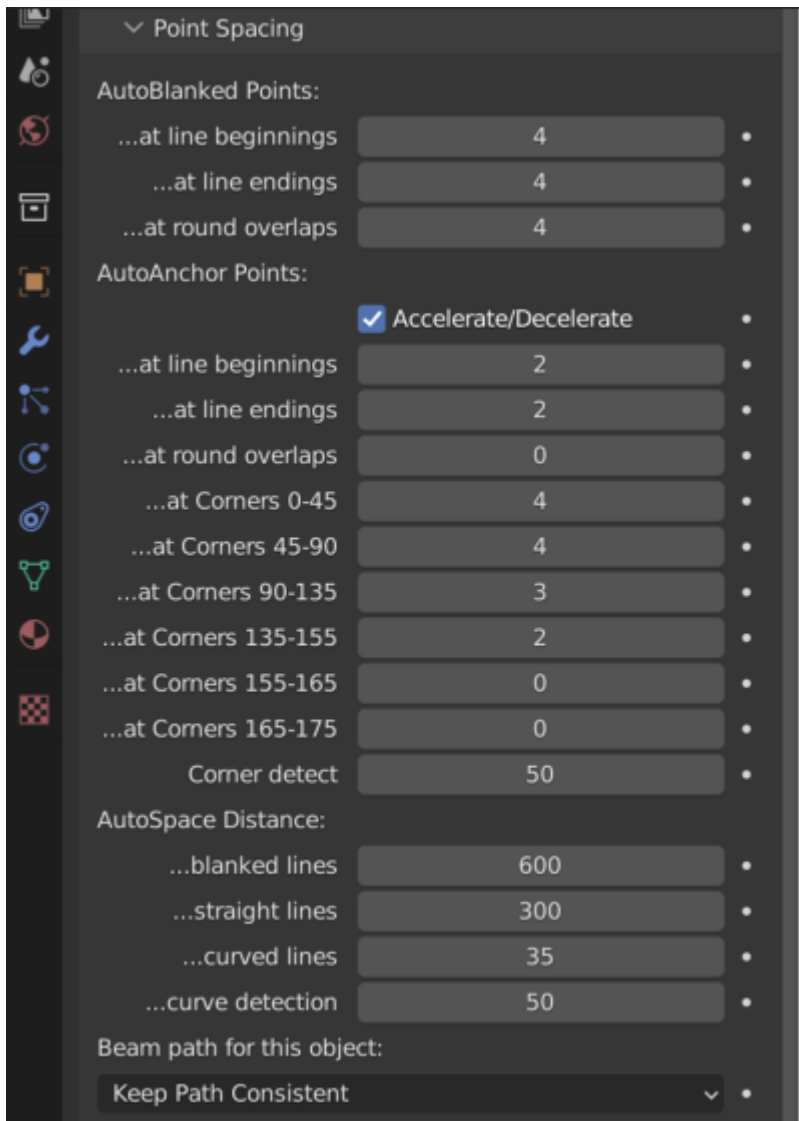 Point Spacing
AutoBlanked Points:
...at line beginnings 4
...at line endings 4
...at round overlaps 4
AutoAnchor Points:
Accelerate/Decelerate
...at line beginnings 2
...at line endings 2
...at round overlaps 0
...at Corners 0-45 4
...at Corners 45-90 4
...at Corners 90-135 3
...at Corners 135-155 2
...at Corners 155-165 0
...at Corners 165-175 0
Corner detect 50
AutoSpace Distance:
...blanked lines 600
...straight lines 300
...curved lines 35
...curve detection 50
Beam path for this object:
Keep Path Consistent